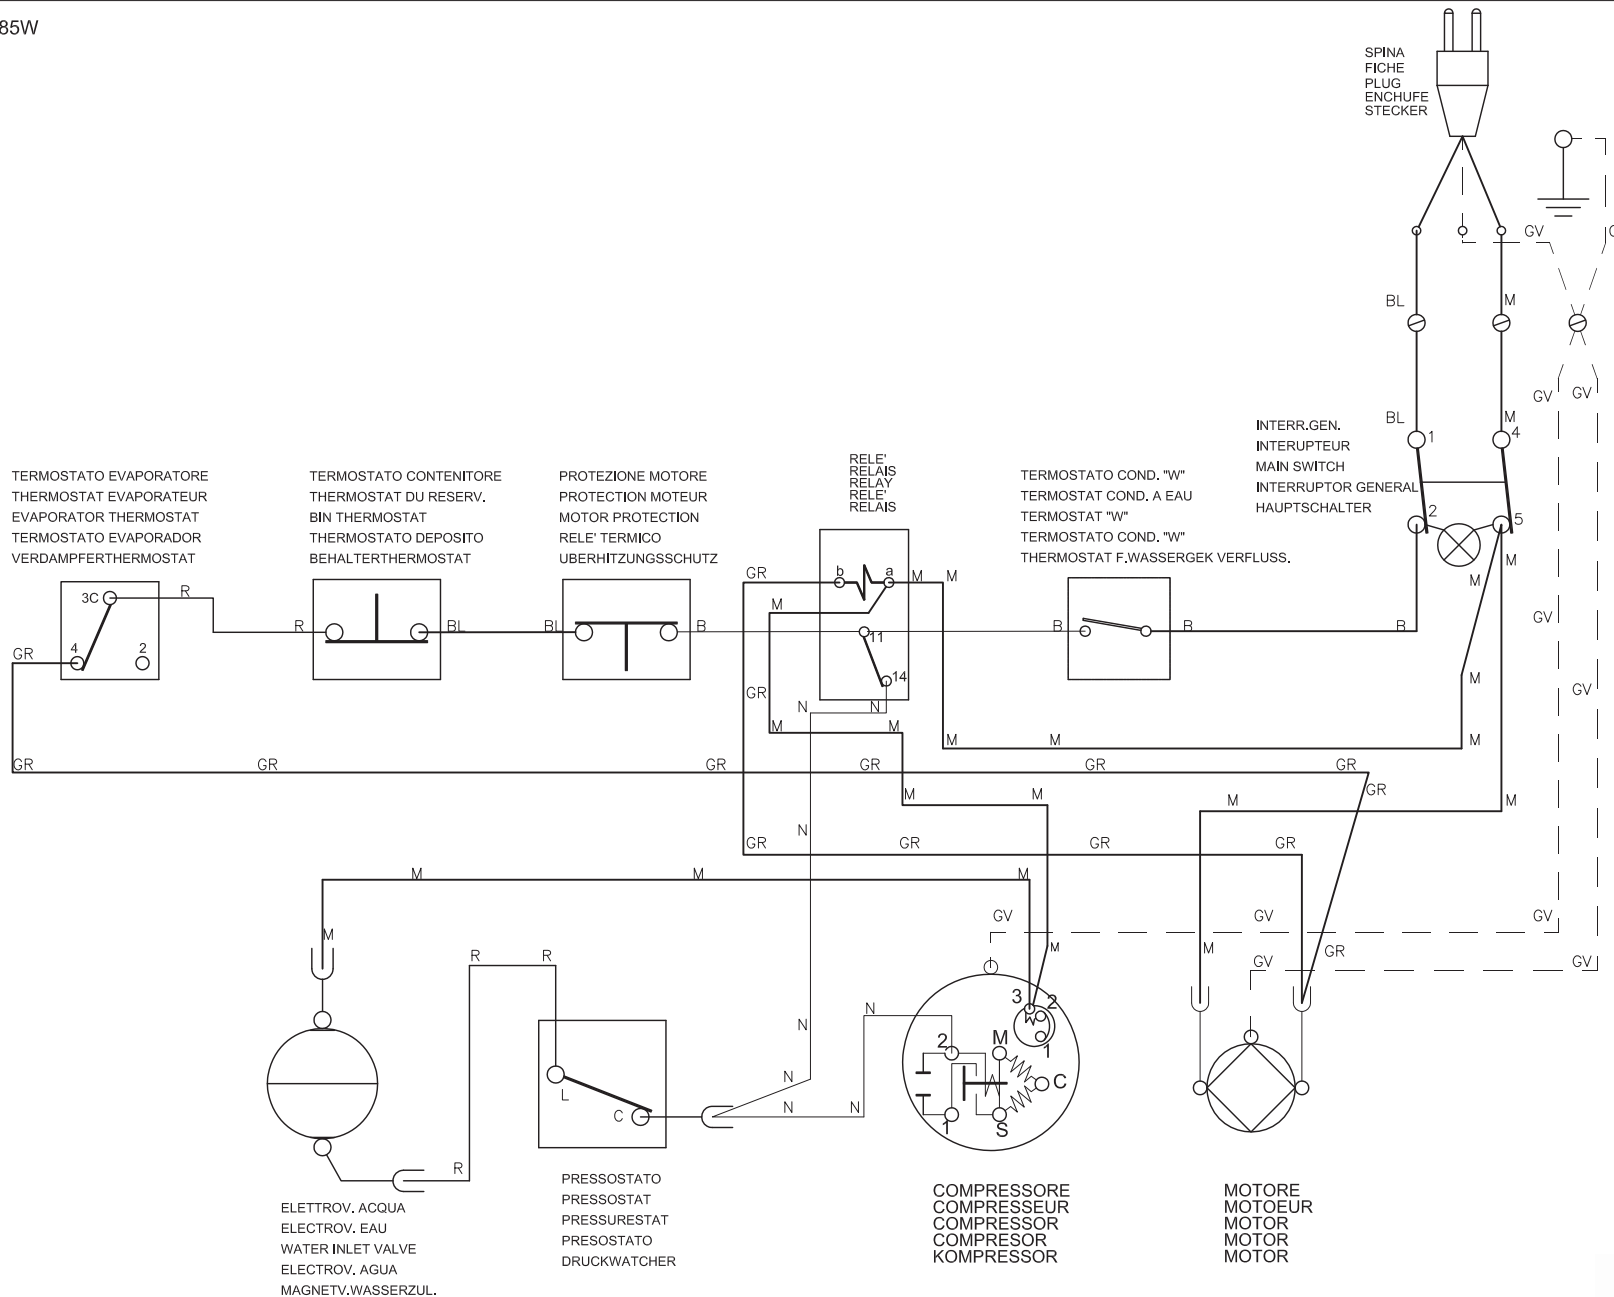 85W
SPINA
FICHE
PLUG
ENCHUFE
STECKER
GV
BL
M
GV
GV
BL
M
INTERR.GEN.
INTERUPTEUR
MAIN SWITCH
INTERRUPTOR GENERAL
HAUPTSCHALTER
1
4
2
5
TERMOSTATO EVAPORATORE
THERMOSTAT EVAPORATEUR
EVAPORATOR THERMOSTAT
TERMOSTATO EVAPORADOR
VERDAMPFERTHERMOSTAT
TERMOSTATO CONTENITORE
THERMOSTAT DU RESERV.
BIN THERMOSTAT
THERMOSTATO DEPOSITO
BEHALTERTHERMOSTAT
PROTEZIONE MOTORE
PROTECTION MOTEUR
MOTOR PROTECTION
RELE' TERMICO
UBERHITZUNGSSCHUTZ
RELE'
RELAIS
RELAY
RELE'
RELAIS
TERMOSTATO COND. "W"
TERMOSTAT COND. A EAU
TERMOSTAT "W"
TERMOSTATO COND. "W"
THERMOSTAT F.WASSERGEK VERFLUSS.
3C
R
R
BL
BL
B
GR
b
a
M
M
M
11
14
B
B
B
M
M
GV
4
2
GR
GR
N
N
M
M
M
M
M
M
GV
GR
GR
GR
GR
GR
GR
GR
M
M
M
M
N
GR
GR
GR
GR
M
M
M
M
GV
GV
GV
M
M
GR
GV
GV
R
R
N
N
3
2
1
2
M
C
1
S
L
C
N
N
N
R
ELETTROV. ACQUA
ELECTROV. EAU
WATER INLET VALVE
ELECTROV. AGUA
MAGNETV.WASSERZUL.
PRESSOSTATO
PRESSOSTAT
PRESSURESTAT
PRESOSTATO
DRUCKWATCHER
COMPRESSORE
COMPRESSEUR
COMPRESSOR
COMPRESOR
KOMPRESSOR
MOTORE
MOTOEUR
MOTOR
MOTOR
MOTOR